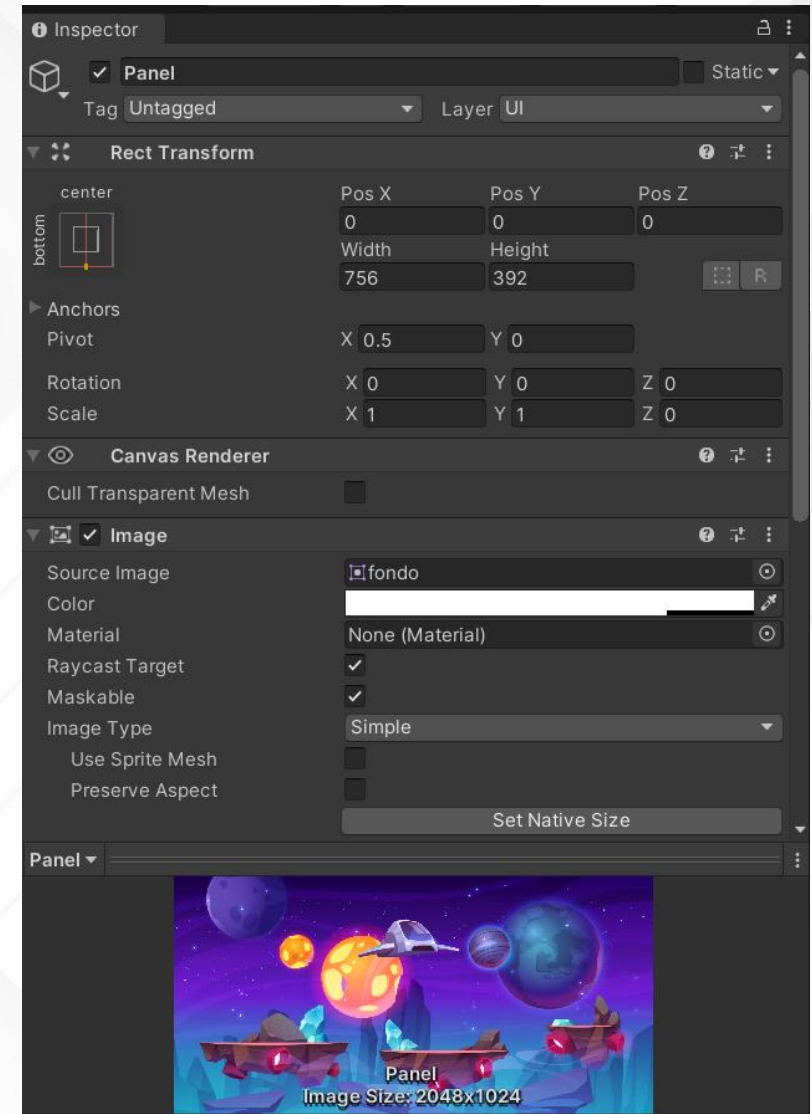 Inspector
Panel Static
Tag Untagged Layer UI
Rect Transform
center Pos X Pos Y Pos Z
bottom 0 0 0
Width Height
756 392 R
Anchors
Pivot X 0.5 Y 0
Rotation X 0 Y 0 Z 0
Scale X 1 Y 1 Z 0
Canvas Renderer
Cull Transparent Mesh
Image
Source Image fondo
Color
Material None (Material)
Raycast Target
Maskable
Image Type Simple
Use Sprite Mesh
Preserve Aspect
Set Native Size
Panel
Panel
Image Size: 2048x1024